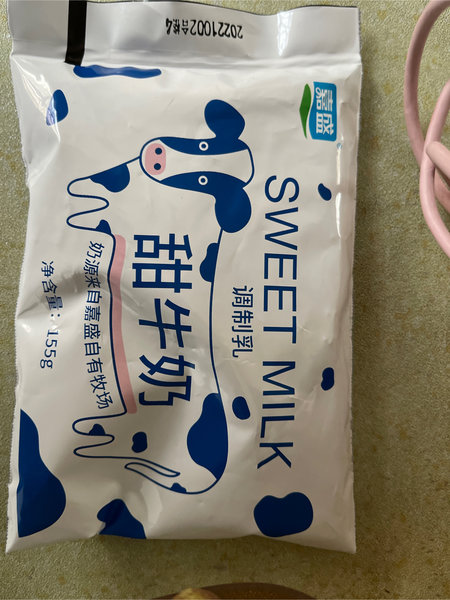 嘉盛
SWEET MILK
调制乳
甜牛奶
奶源来自嘉盛自有牧场
净含量：155g
20221002合格4